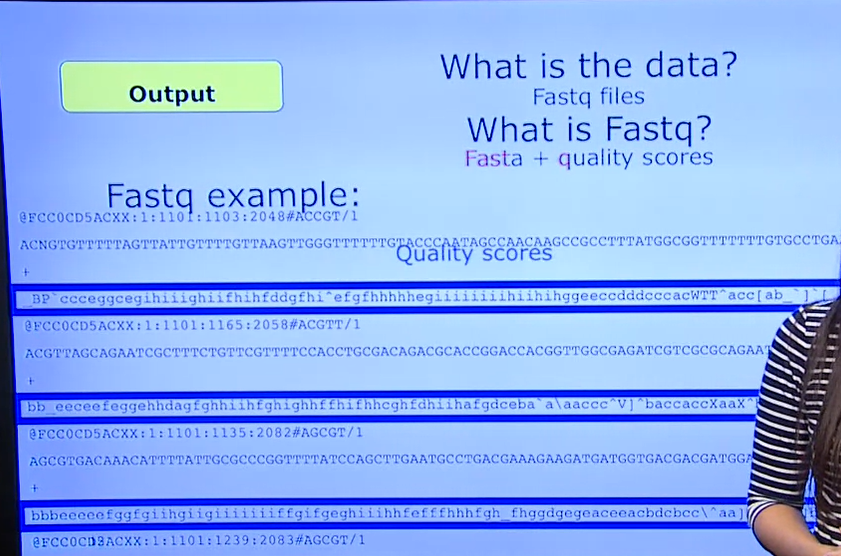 Output
What is the data?
Fastq files
What is Fastq?
Fasta + quality scores
Fastq example:
@FCC0CD5ACXX:1:1101:1103:2048#ACCGT/1
ACNGTGTTTTTAGTTATTGTTTTGTTAAGTTGGGTTTTTTGTACCCAATAGCCAACAAGCCGCCTTTATGGCGGTTTTTTTGTGCCTGA
Quality scores
+
_BP`ccceggcegihiiighiifhihfddgfhi^efgfhhhhhegiiiiiiiihiihihggeeccdddcccacWTT^acc[ab_`]`[
@FCC0CD5ACXX:1:1101:1165:2058#ACGTT/1
ACGTTAGCAGAATCGCTTTCTGTTCGTTTTCCACCTGCGACAGACGCACCGGACCACGGTTGGCGAGATCGTCGCGCAGAAT
+
bb_eeceefeggehhdagfghhiihfghighhffhifhhcghfdhiihafgdceba`a\aaccc^V]^baccaccXaaX^
@FCC0CD5ACXX:1:1101:1135:2082#AGCGT/1
AGCGTGACAAACATTTTATTGCGCCCGGTTTTATCCAGCTTGAATGCCTGACGAAAGAAGATGATGGTGACGACGATGGA
+
bbbeeeeefggfgiihgiigiiiiiiiffgifgeghiiihhfefffhhhfgh_fhggdgegeaceeacbdcbcc\^aa]
@FCC0CD3ACXX:1:1101:1239:2083#AGCGT/1